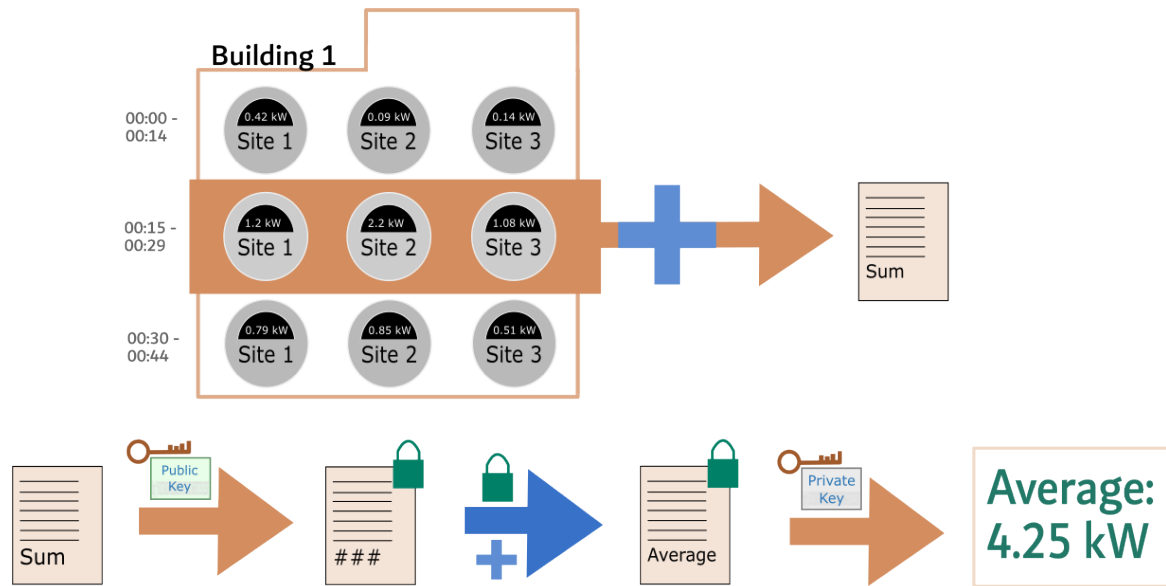 Building 1
00:00 -
00:14
0.42 kW
Site 1
0.09 kW
Site 2
0.14 kW
Site 3
00:15 -
00:29
1.2 kW
Site 1
2.2 kW
Site 2
1.08 kW
Site 3
Sum
00:30 -
00:44
0.79 kW
Site 1
0.85 kW
Site 2
0.51 kW
Site 3
Sum
Public
Key
###
Average
Private
Key
Average:
4.25 kW